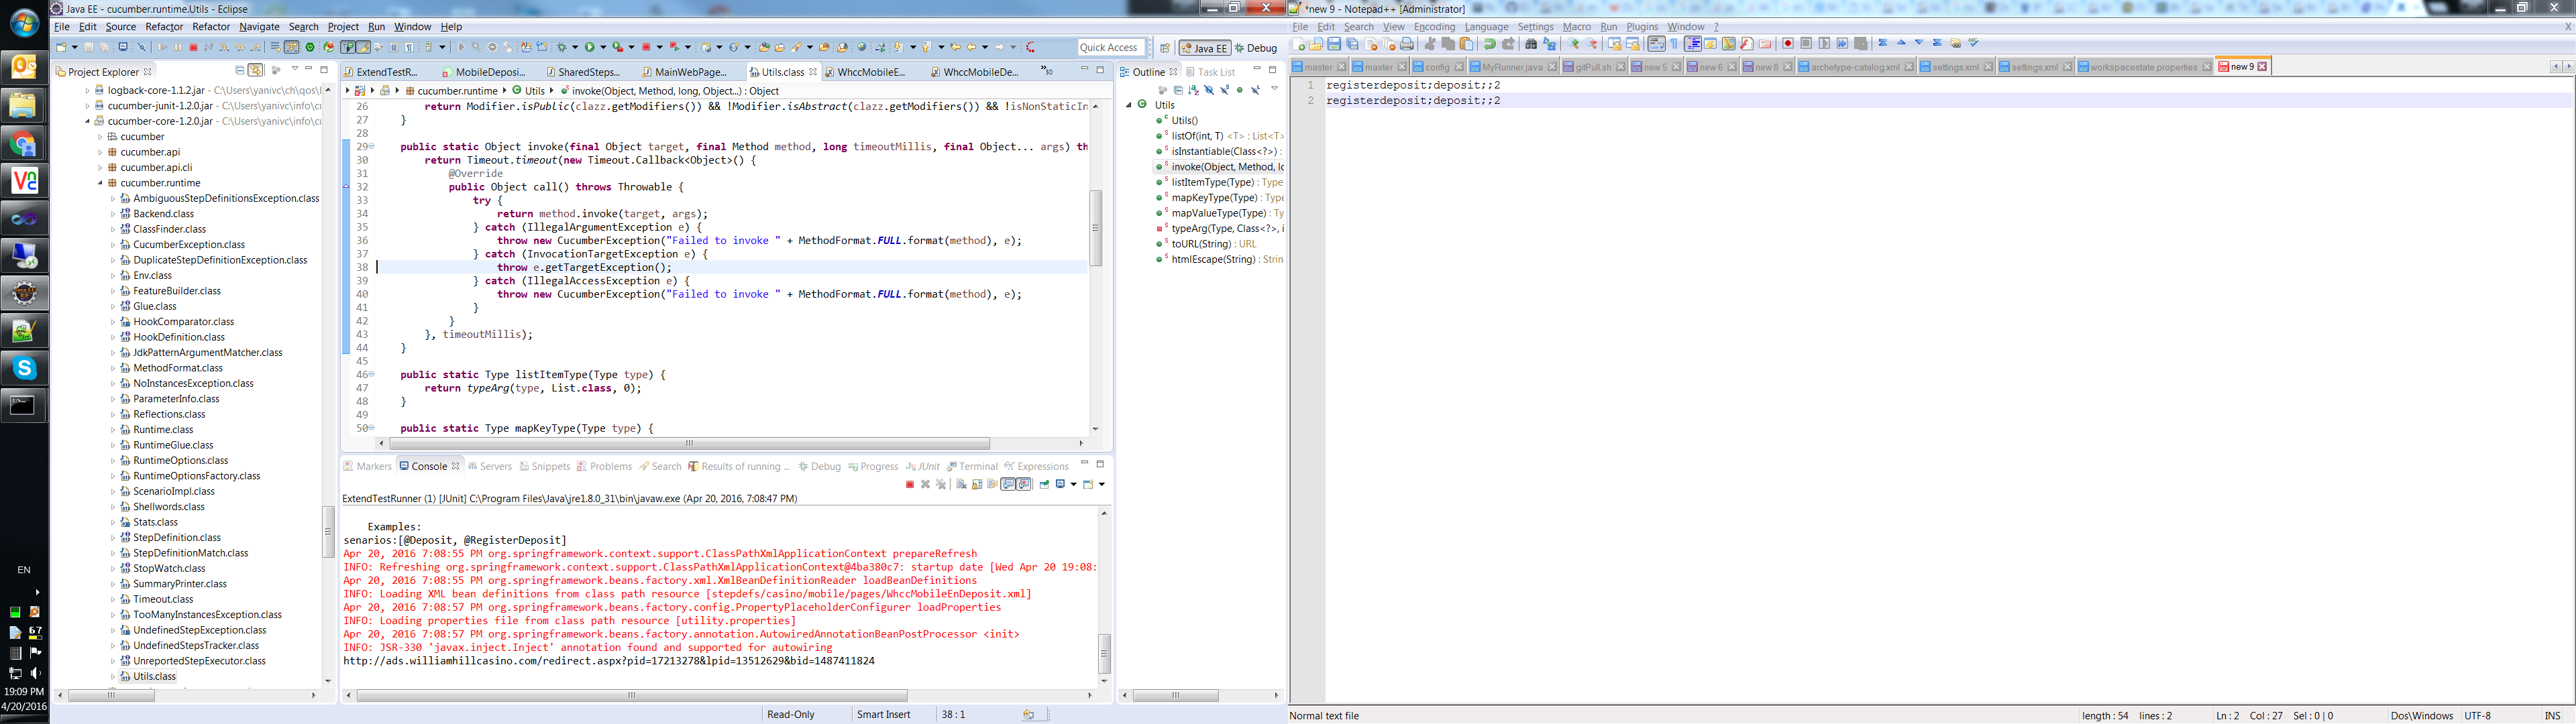 Java EE - cucumber.runtime.Utils - Eclipse
File Edit Source Refactor Refactor Navigate Search Project Run Window Help
Quick Access Java EE Debug
Project Explorer
logback-core-1.1.2.jar - C:\Users\yanivc\ch\qos\l
cucumber-junit-1.2.0.jar - C:\Users\yanivc\info\cu
cucumber-core-1.2.0.jar - C:\Users\yanivc\info\cu
cucumber
cucumber.api
cucumber.api.cli
cucumber.runtime
AmbiguousStepDefinitionsException.class
Backend.class
ClassFinder.class
CucumberException.class
DuplicateStepDefinitionException.class
Env.class
FeatureBuilder.class
Glue.class
HookComparator.class
HookDefinition.class
JdkPatternArgumentMatcher.class
MethodFormat.class
NoInstancesException.class
ParameterInfo.class
Reflections.class
Runtime.class
RuntimeGlue.class
RuntimeOptions.class
RuntimeOptionsFactory.class
ScenarioImpl.class
Shellwords.class
Stats.class
StepDefinition.class
StepDefinitionMatch.class
StopWatch.class
SummaryPrinter.class
Timeout.class
TooManyInstancesException.class
UndefinedStepException.class
UndefinedStepsTracker.class
UnreportedStepExecutor.class
Utils.class
EN
67
19:09 PM
4/20/2016
ExtendTestR... MobileDeposi... SharedSteps... MainWebPage... Utils.class WhccMobileE... WhccMobileDe... »50
cucumber.runtime Utils invoke(Object, Method, long, Object...) : Object
26 return Modifier.isPublic(clazz.getModifiers()) && !Modifier.isAbstract(clazz.getModifiers()) && !isNonStaticIn
27 }
28
29 public static Object invoke(final Object target, final Method method, long timeoutMillis, final Object... args) th
30 return Timeout.timeout(new Timeout.Callback<Object>() {
31 @Override
32 public Object call() throws Throwable {
33 try {
34 return method.invoke(target, args);
35 } catch (IllegalArgumentException e) {
36 throw new CucumberException("Failed to invoke " + MethodFormat.FULL.format(method), e);
37 } catch (InvocationTargetException e) {
38 throw e.getTargetException();
39 } catch (IllegalAccessException e) {
40 throw new CucumberException("Failed to invoke " + MethodFormat.FULL.format(method), e);
41 }
42 }
43 }, timeoutMillis);
44 }
45
46 public static Type listItemType(Type type) {
47 return typeArg(type, List.class, 0);
48 }
49
50 public static Type mapKeyType(Type type) {
Markers Console Servers Snippets Problems Search Results of running ... Debug Progress JUnit Terminal Expressions
ExtendTestRunner (1) [JUnit] C:\Program Files\Java\jre1.8.0_31\bin\javaw.exe (Apr 20, 2016, 7:08:47 PM)
Examples:
senarios:[@Deposit, @RegisterDeposit]
Apr 20, 2016 7:08:55 PM org.springframework.context.support.ClassPathXmlApplicationContext prepareRefresh
INFO: Refreshing org.springframework.context.support.ClassPathXmlApplicationContext@4ba380c7: startup date [Wed Apr 20 19:08:
Apr 20, 2016 7:08:55 PM org.springframework.beans.factory.xml.XmlBeanDefinitionReader loadBeanDefinitions
INFO: Loading XML bean definitions from class path resource [stepdefs/casino/mobile/pages/WhccMobileEnDeposit.xml]
Apr 20, 2016 7:08:57 PM org.springframework.beans.factory.config.PropertyPlaceholderConfigurer loadProperties
INFO: Loading properties file from class path resource [utility.properties]
Apr 20, 2016 7:08:57 PM org.springframework.beans.factory.annotation.AutowiredAnnotationBeanPostProcessor <init>
INFO: JSR-330 'javax.inject.Inject' annotation found and supported for autowiring
http://ads.williamhillcasino.com/redirect.aspx?pid=17213278&lpid=13512629&bid=1487411824
Read-Only Smart Insert 38 : 1
Outline Task List
Utils
Utils()
listOf(int, T) <T> : List<T>
isInstantiable(Class<?>) :
invoke(Object, Method, lo
listItemType(Type) : Type
mapKeyType(Type) : Type
mapValueType(Type) : Ty
typeArg(Type, Class<?>, i
toURL(String) : URL
htmlEscape(String) : Strin
*new 9 - Notepad++ [Administrator]
File Edit Search View Encoding Language Settings Macro Run Plugins Window ? X
master master config MyRunner.java gitPull.sh new 5 new 6 new 8 archetype-catalog.xml settings.xml settings.xml workspacestate.properties new 9
1 registerdeposit;deposit;;2
2 registerdeposit;deposit;;2
Normal text file length : 54 lines : 2 Ln : 2 Col : 27 Sel : 0 | 0 Dos\Windows UTF-8 INS